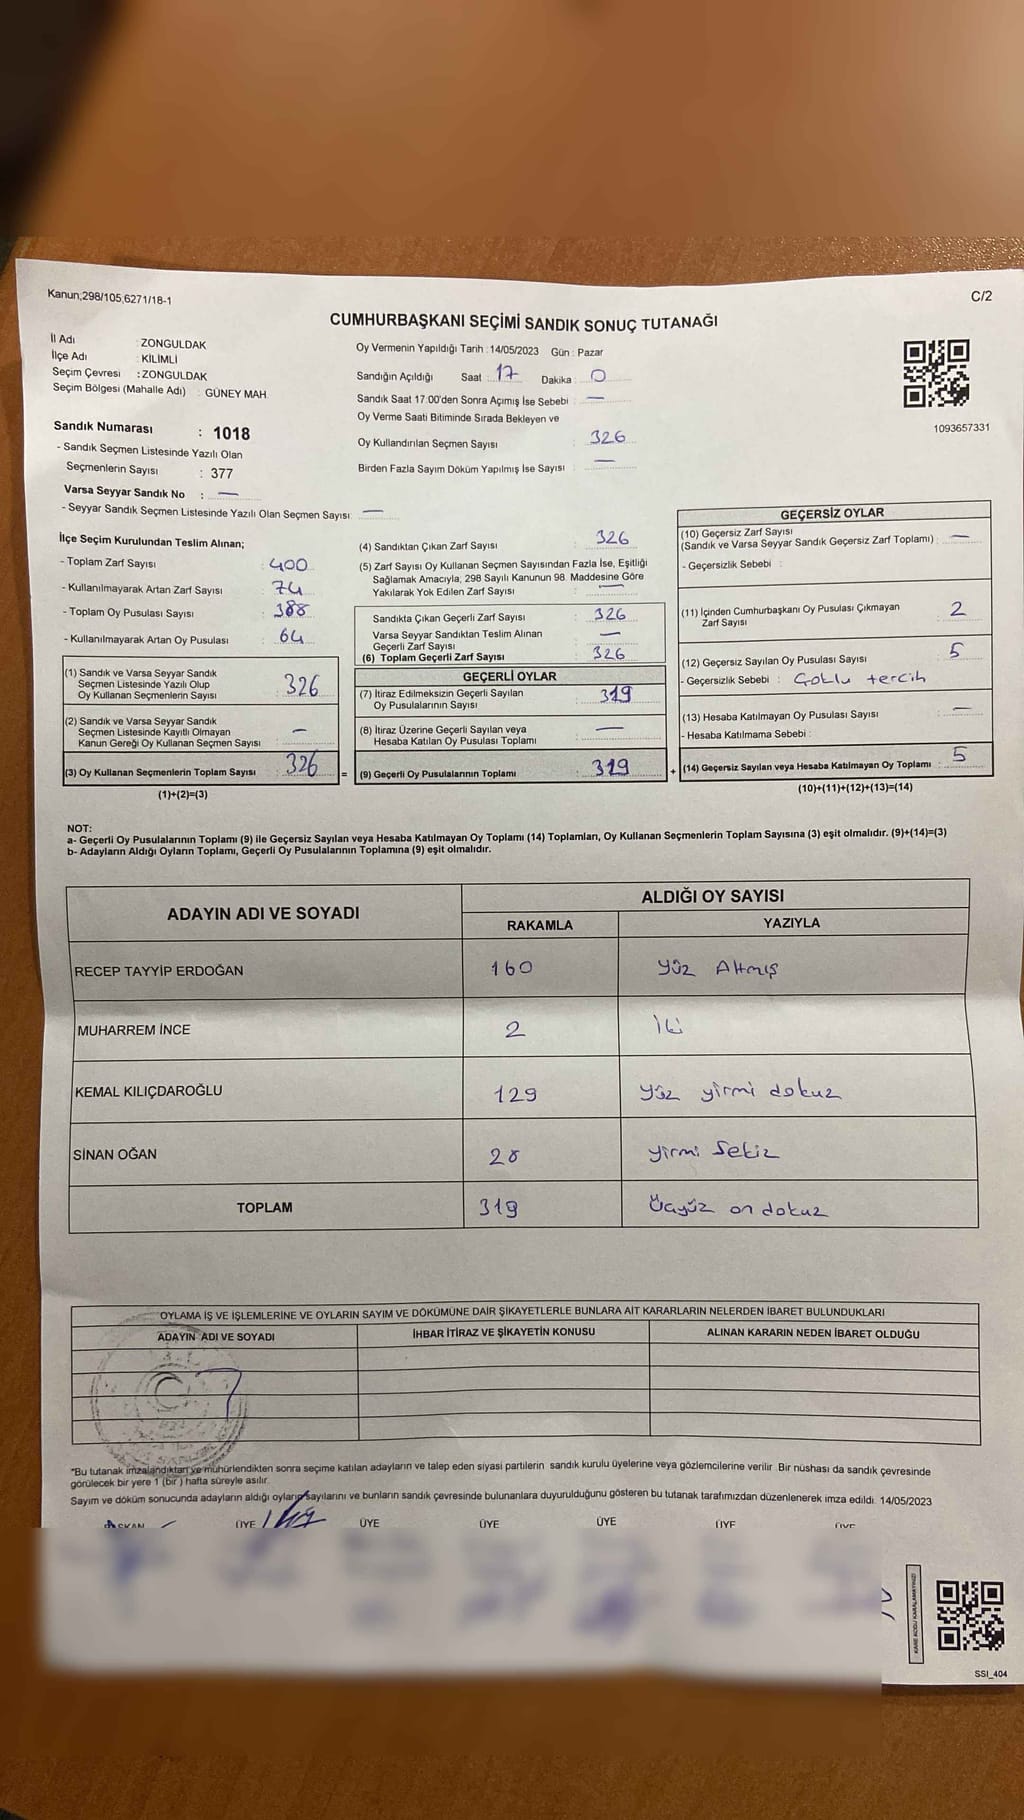 Kanun;298/105,6271/18-1
C/2
CUMHURBAŞKANI SEÇİMİ SANDIK SONUÇ TUTANAĞI
İl Adı : ZONGULDAK
İlçe Adı : KİLİMLİ
Seçim Çevresi : ZONGULDAK
Seçim Bölgesi (Mahalle Adı) : GÜNEY MAH.
Oy Vermenin Yapıldığı Tarih : 14/05/2023 Gün : Pazar
Sandığın Açıldığı Saat : 17 Dakika : 0
Sandık Saat 17:00'den Sonra Açımış İse Sebebi : —
Oy Verme Saati Bitiminde Sırada Bekleyen ve
Oy Kullandırılan Seçmen Sayısı : 326
Birden Fazla Sayım Döküm Yapılmış İse Sayısı : —
1093657331
Sandık Numarası : 1018
- Sandık Seçmen Listesinde Yazılı Olan
Seçmenlerin Sayısı : 377
Varsa Seyyar Sandık No : —
- Seyyar Sandık Seçmen Listesinde Yazılı Olan Seçmen Sayısı: —
İlçe Seçim Kurulundan Teslim Alınan;
- Toplam Zarf Sayısı : 400
- Kullanılmayarak Artan Zarf Sayısı : 74
- Toplam Oy Pusulası Sayısı : 388
- Kullanılmayarak Artan Oy Pusulası : 64
(1) Sandık ve Varsa Seyyar Sandık
Seçmen Listesinde Yazılı Olup
Oy Kullanan Seçmenlerin Sayısı : 326
(2) Sandık ve Varsa Seyyar Sandık
Seçmen Listesinde Kayıtlı Olmayan
Kanun Gereği Oy Kullanan Seçmen Sayısı : —
(3) Oy Kullanan Seçmenlerin Toplam Sayısı : 326
(1)+(2)=(3)
(4) Sandıktan Çıkan Zarf Sayısı : 326
(5) Zarf Sayısı Oy Kullanan Seçmen Sayısından Fazla İse, Eşitliği
Sağlamak Amacıyla; 298 Sayılı Kanunun 98. Maddesine Göre
Yakılarak Yok Edilen Zarf Sayısı : —
Sandıkta Çıkan Geçerli Zarf Sayısı : 326
Varsa Seyyar Sandıktan Teslim Alınan
Geçerli Zarf Sayısı : —
(6) Toplam Geçerli Zarf Sayısı : 326
GEÇERLİ OYLAR
(7) İtiraz Edilmeksizin Geçerli Sayılan
Oy Pusulalarının Sayısı : 319
(8) İtiraz Üzerine Geçerli Sayılan veya
Hesaba Katılan Oy Pusulası Toplamı : —
= (9) Geçerli Oy Pusulalarının Toplamı : 319
GEÇERSİZ OYLAR
(10) Geçersiz Zarf Sayısı
(Sandık ve Varsa Seyyar Sandık Geçersiz Zarf Toplamı) : —
- Geçersizlik Sebebi :
(11) İçinden Cumhurbaşkanı Oy Pusulası Çıkmayan
Zarf Sayısı : 2
(12) Geçersiz Sayılan Oy Pusulası Sayısı : 5
- Geçersizlik Sebebi : Çoklu tercih
(13) Hesaba Katılmayan Oy Pusulası Sayısı : —
- Hesaba Katılmama Sebebi :
+ (14) Geçersiz Sayılan veya Hesaba Katılmayan Oy Toplamı : 5
(10)+(11)+(12)+(13)=(14)
NOT:
a- Geçerli Oy Pusulalarının Toplamı (9) ile Geçersiz Sayılan veya Hesaba Katılmayan Oy Toplamı (14) Toplamları, Oy Kullanan Seçmenlerin Toplam Sayısına (3) eşit olmalıdır. (9)+(14)=(3)
b- Adayların Aldığı Oyların Toplamı, Geçerli Oy Pusulalarının Toplamına (9) eşit olmalıdır.
ADAYIN ADI VE SOYADI
ALDIĞI OY SAYISI
RAKAMLA YAZIYLA
RECEP TAYYİP ERDOĞAN 160 Yüz Altmış
MUHARREM İNCE 2 İki
KEMAL KILIÇDAROĞLU 129 Yüz yirmi dokuz
SİNAN OĞAN 28 yirmi Sekiz
TOPLAM 319 Üçyüz on dokuz
OYLAMA İŞ VE İŞLEMLERİNE VE OYLARIN SAYIM VE DÖKÜMÜNE DAİR ŞİKAYETLERLE BUNLARA AİT KARARLARIN NELERDEN İBARET BULUNDUKLARI
ADAYIN ADI VE SOYADI İHBAR İTİRAZ VE ŞİKAYETİN KONUSU ALINAN KARARIN NEDEN İBARET OLDUĞU
*Bu tutanak imzalandıktan ve mühürlendikten sonra seçime katılan adayların ve talep eden siyasi partilerin sandık kurulu üyelerine veya gözlemcilerine verilir. Bir nüshası da sandık çevresinde
görülecek bir yere 1 (bir ) hafta süreyle asılır.
Sayım ve döküm sonucunda adayların aldığı oyların sayılarını ve bunların sandık çevresinde bulunanlara duyurulduğunu gösteren bu tutanak tarafımızdan düzenlenerek imza edildi. 14/05/2023
BAŞKAN ÜYE ÜYE ÜYE ÜYE ÜYE ÜYE
KARE KODU KARALAMAYINIZ!
SSI_404